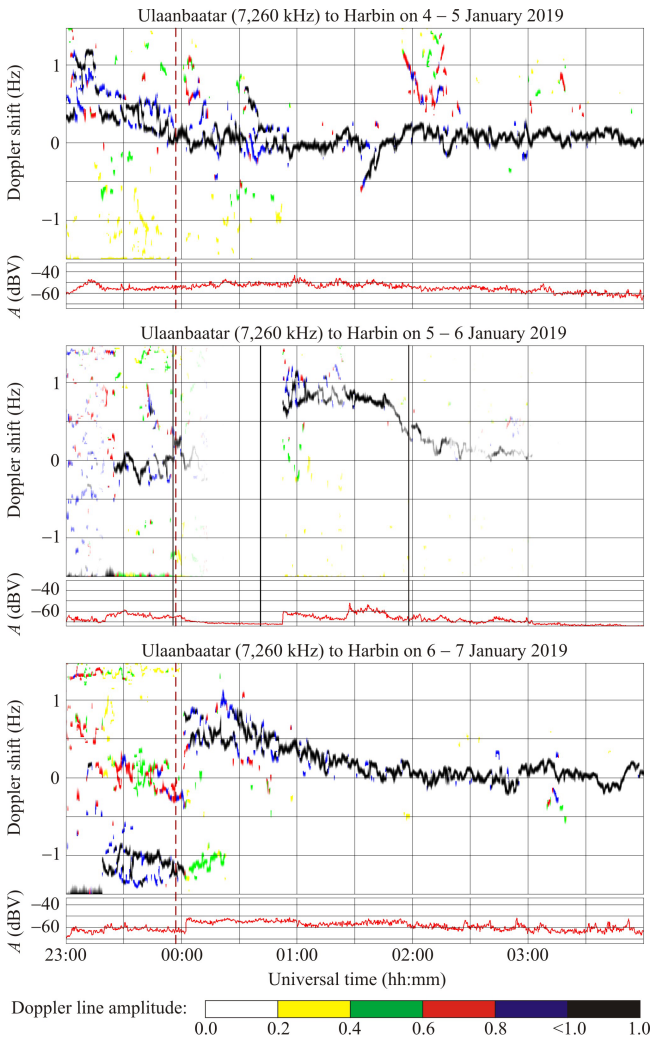 Ulaanbaatar (7,260 kHz) to Harbin on 4 – 5 January 2019
Doppler shift (Hz)
1
0
−1
A (dBV)
−40
−60
Ulaanbaatar (7,260 kHz) to Harbin on 5 – 6 January 2019
Doppler shift (Hz)
1
0
−1
A (dBV)
−40
−60
Ulaanbaatar (7,260 kHz) to Harbin on 6 – 7 January 2019
Doppler shift (Hz)
1
0
−1
A (dBV)
−40
−60
23:00 00:00 01:00 02:00 03:00
Universal time (hh:mm)
Doppler line amplitude:
0.0 0.2 0.4 0.6 0.8 <1.0 1.0